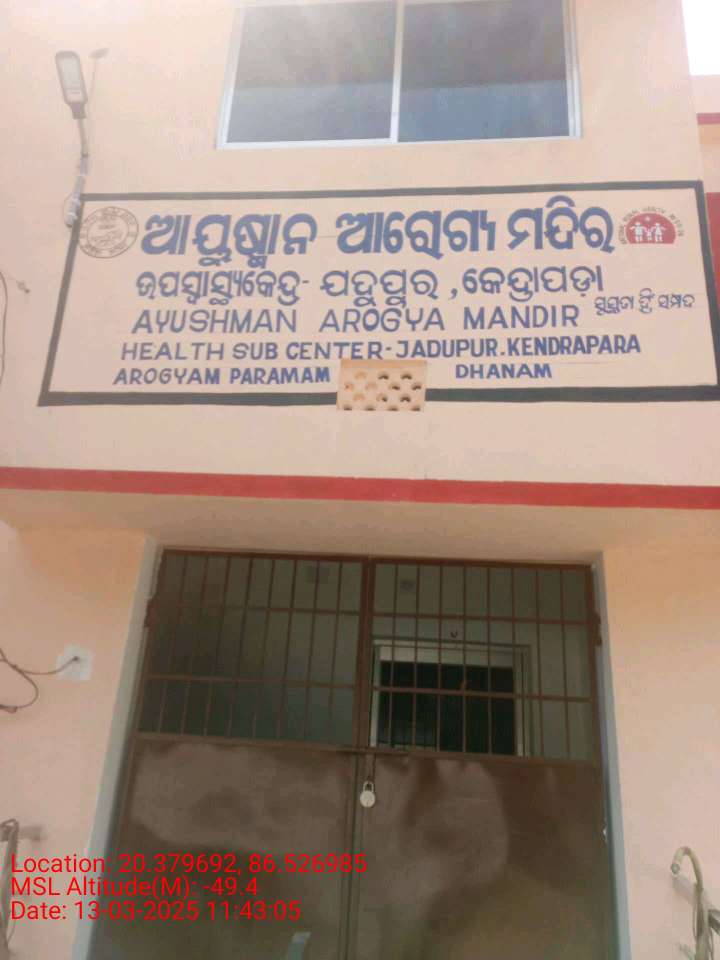 ଆୟୁଷ୍ମାନ ଆରୋଗ୍ୟ ମନ୍ଦିର
ଉପସ୍ୱାସ୍ଥ୍ୟକେନ୍ଦ୍ର- ଯଦୁପୁର, କେନ୍ଦ୍ରାପଡ଼ା
AYUSHMAN AROGYA MANDIR
HEALTH SUB CENTER-JADUPUR.KENDRAPARA
AROGYAM PARAMAM DHANAM
Location: 20.379692, 86.526985
MSL Altitude(M): -49.4
Date: 13-03-2025 11:43:05